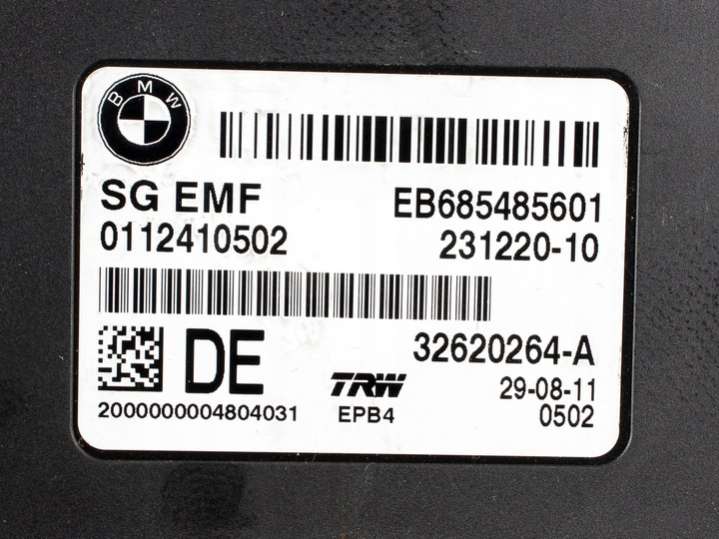 BMW
SG EMF EB685485601
0112410502 231220-10
32620264-A
DE
TRW 29-08-11
2000000004804031 EPB4 0502